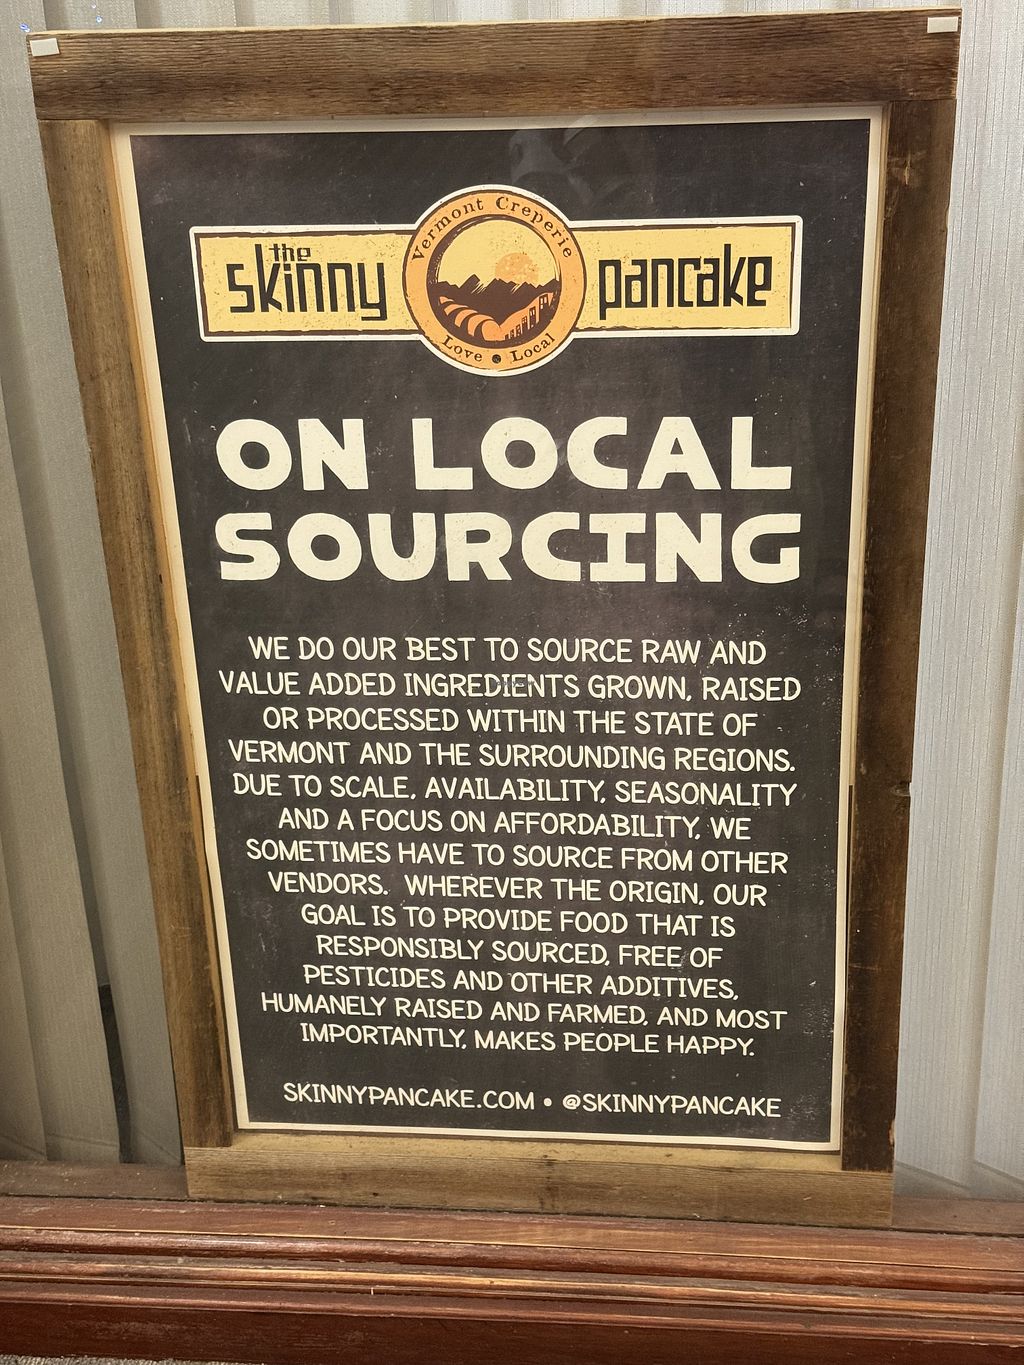 Vermont Creperie
the
skinny pancake
Love • Local
ON LOCAL
SOURCING
WE DO OUR BEST TO SOURCE RAW AND
VALUE ADDED INGREDIENTS GROWN, RAISED
OR PROCESSED WITHIN THE STATE OF
VERMONT AND THE SURROUNDING REGIONS.
DUE TO SCALE, AVAILABILITY, SEASONALITY
AND A FOCUS ON AFFORDABILITY, WE
SOMETIMES HAVE TO SOURCE FROM OTHER
VENDORS. WHEREVER THE ORIGIN, OUR
GOAL IS TO PROVIDE FOOD THAT IS
RESPONSIBLY SOURCED, FREE OF
PESTICIDES AND OTHER ADDITIVES,
HUMANELY RAISED AND FARMED, AND MOST
IMPORTANTLY, MAKES PEOPLE HAPPY.
SKINNYPANCAKE.COM • @SKINNYPANCAKE